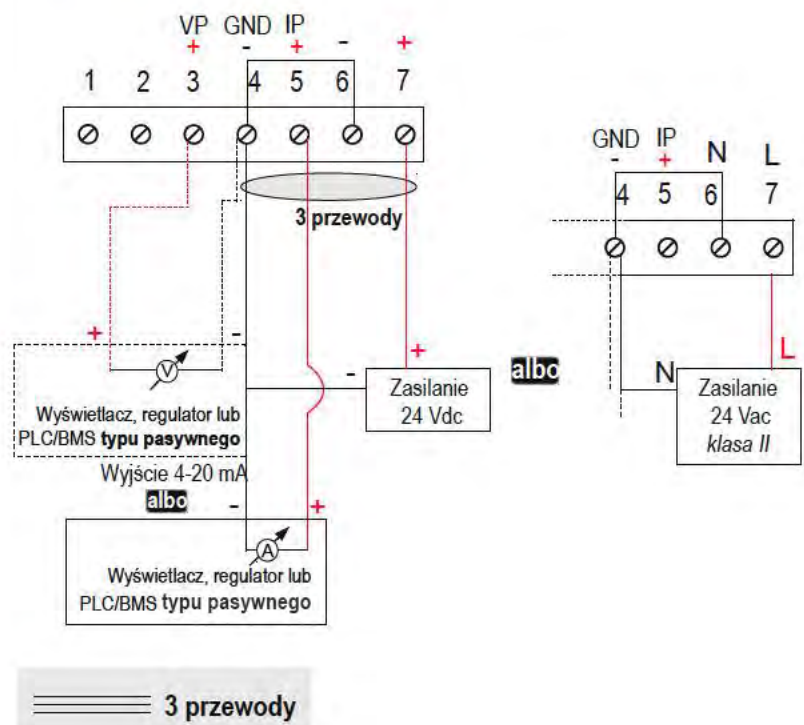 VP GND IP
+ - + - +
1 2 3 4 5 6 7
3 przewody
+ -
V
Wyświetlacz, regulator lub
PLC/BMS typu pasywnego
- +
Zasilanie
24 Vdc
Wyjście 4-20 mA
albo
- +
A
Wyświetlacz, regulator lub
PLC/BMS typu pasywnego
albo
GND IP N L
- +
4 5 6 7
L
N
Zasilanie
24 Vac
klasa II
3 przewody